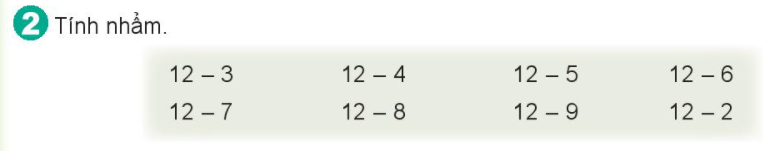 2 Tính nhẩm.
12 – 3 12 – 4 12 – 5 12 – 6
12 – 7 12 – 8 12 – 9 12 – 2